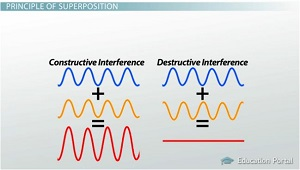 PRINCIPLE OF SUPERPOSITION
Constructive Interference
Destructive Interference
+
+
=
=
Education Portal